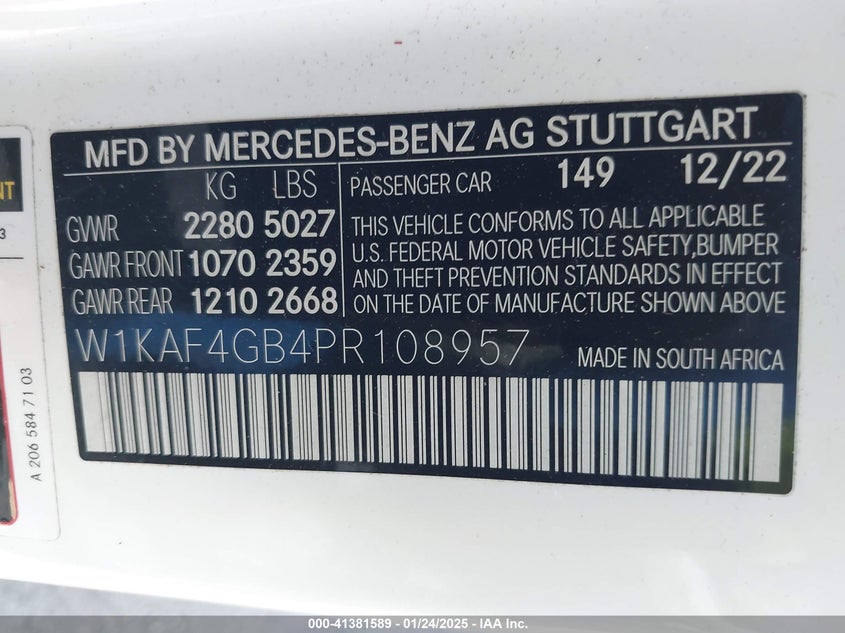 MFD BY MERCEDES-BENZ AG STUTTGART
KG LBS
GVWR 2280 5027
GAWR FRONT 1070 2359
GAWR REAR 1210 2668
PASSENGER CAR 149 12/22
THIS VEHICLE CONFORMS TO ALL APPLICABLE
U.S. FEDERAL MOTOR VEHICLE SAFETY,BUMPER
AND THEFT PREVENTION STANDARDS IN EFFECT
ON THE DATE OF MANUFACTURE SHOWN ABOVE
W1KAF4GB4PR108957 MADE IN SOUTH AFRICA
A 206 584 71 03
000-41381589 - 01/24/2025 - IAA Inc.